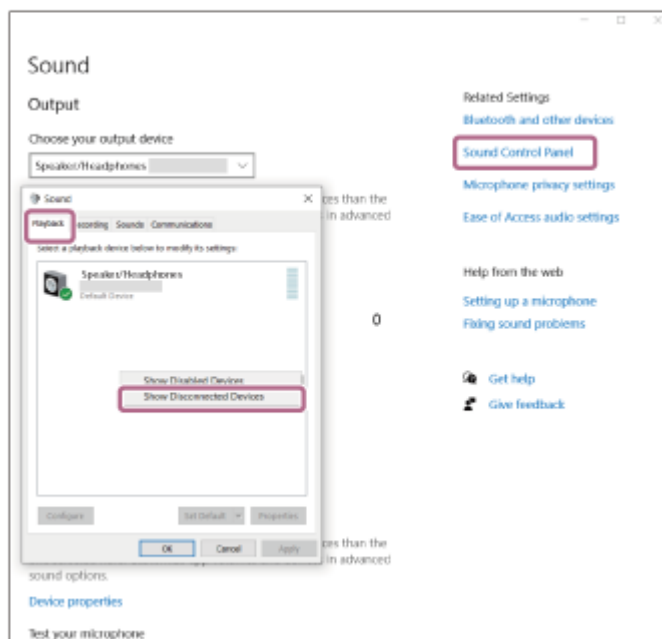 Sound
Output
Choose your output device
Speaker/Headphones
Sound
Playback
Sounds
Communications
Select a playback device below to modify its settings:
Speaker/Headphones
Default Device
Show Disabled Devices
Show Disconnected Devices
Configure
Set Default
Properties
OK
Cancel
Apply
than the
in advanced
0
than the
in advanced
sound options.
Device properties
Test your microphone
Related Settings
Bluetooth and other devices
Sound Control Panel
Microphone privacy settings
Ease of Access audio settings
Help from the web
Setting up a microphone
Fixing sound problems
Get help
Give feedback